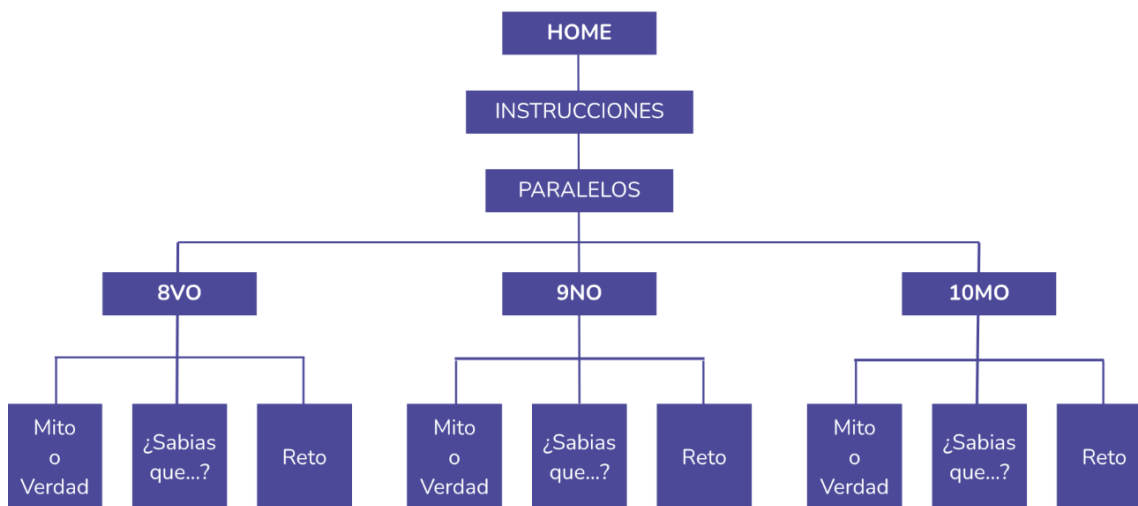 HOME
INSTRUCCIONES
PARALELOS
8VO
9NO
10MO
Mito
o
Verdad
¿Sabias
que...?
Reto
Mito
o
Verdad
¿Sabias
que...?
Reto
Mito
o
Verdad
¿Sabias
que...?
Reto